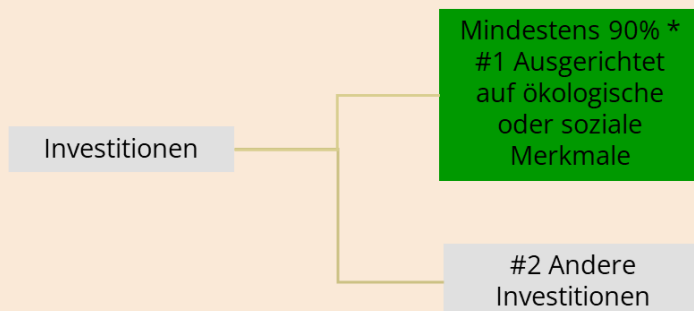 Mindestens 90% *
#1 Ausgerichtet
auf ökologische
oder soziale
Merkmale
Investitionen
#2 Andere
Investitionen